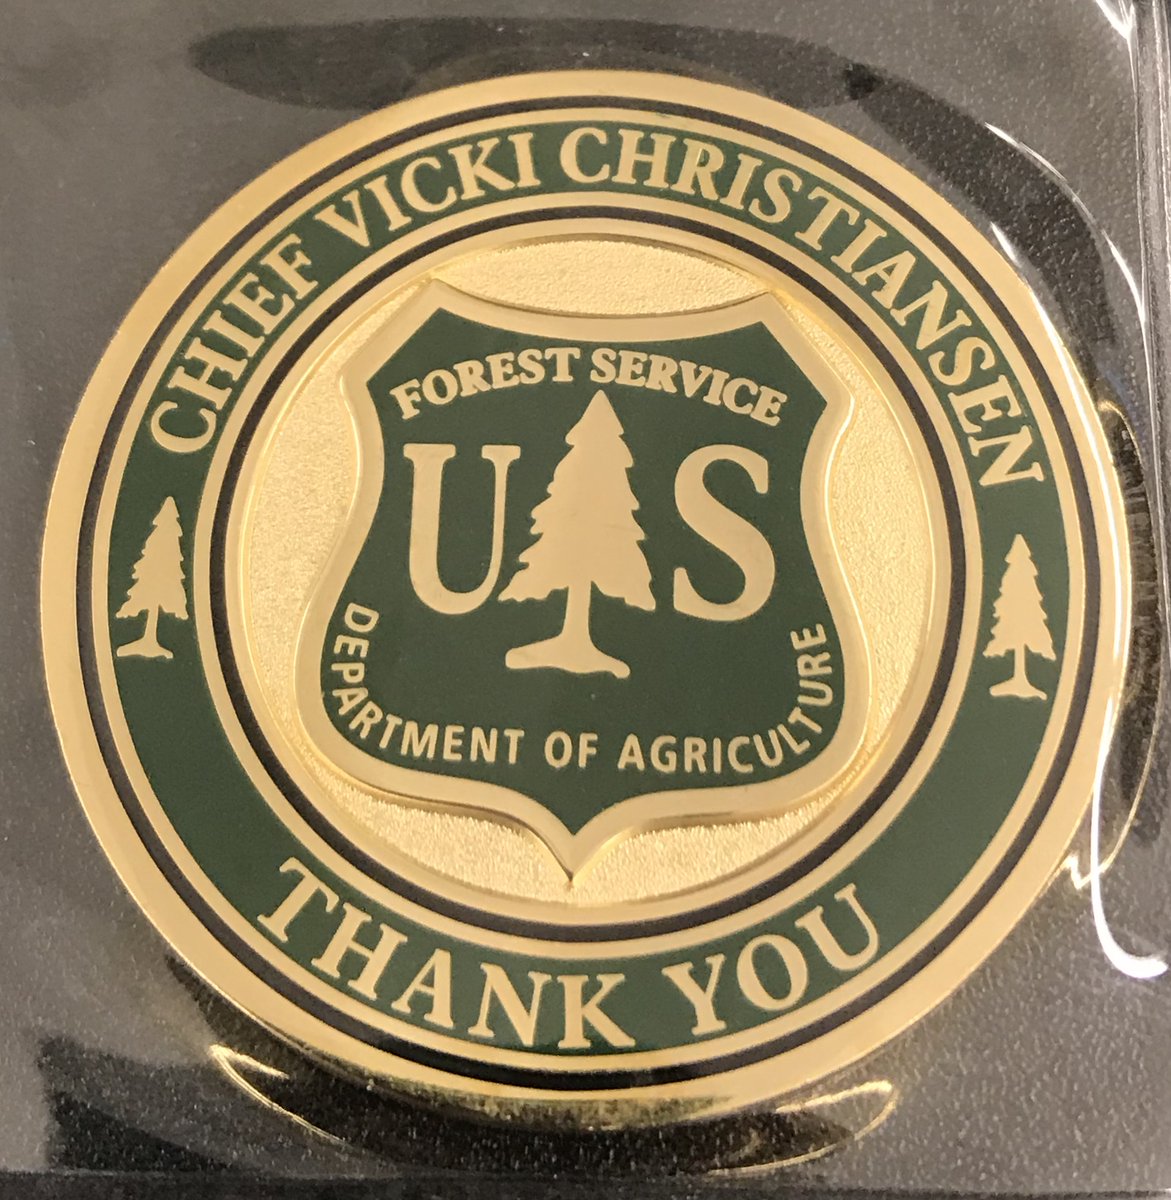 CHIEF VICKI CHRISTIANSEN
FOREST SERVICE
U S
DEPARTMENT OF AGRICULTURE
THANK YOU